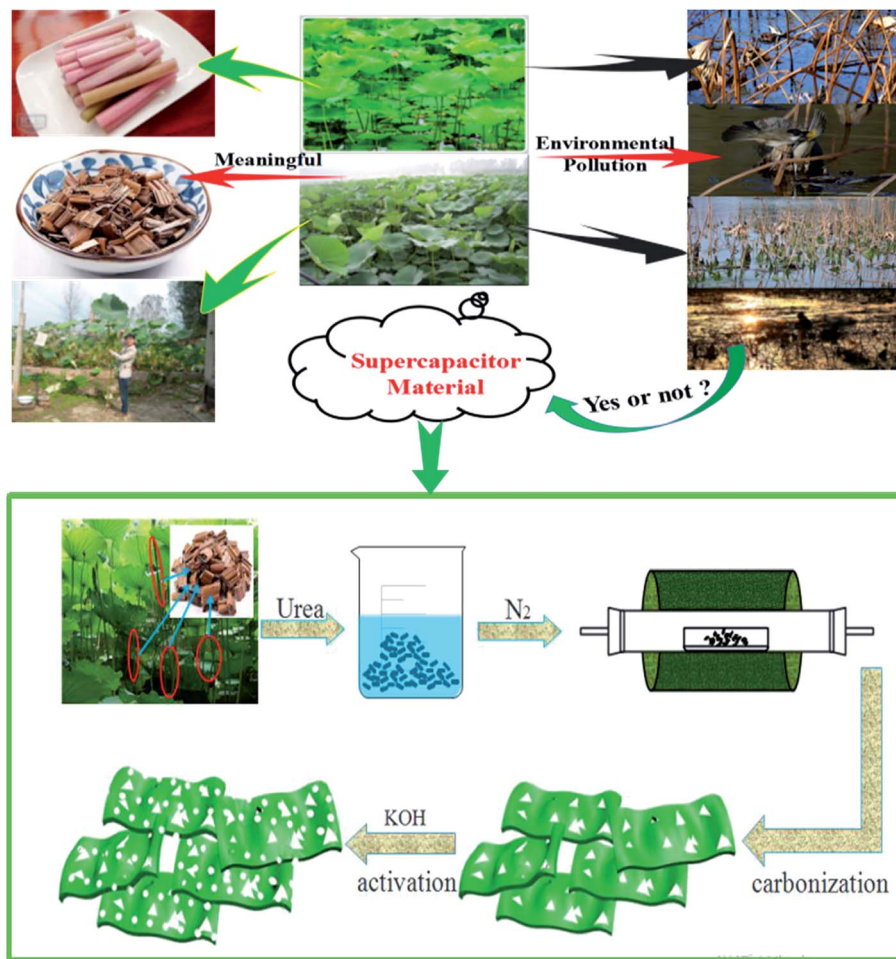 Meaningful
Environmental
Pollution
Supercapacitor
Material
Yes or not ?
Urea
N2
KOH
activation
carbonization